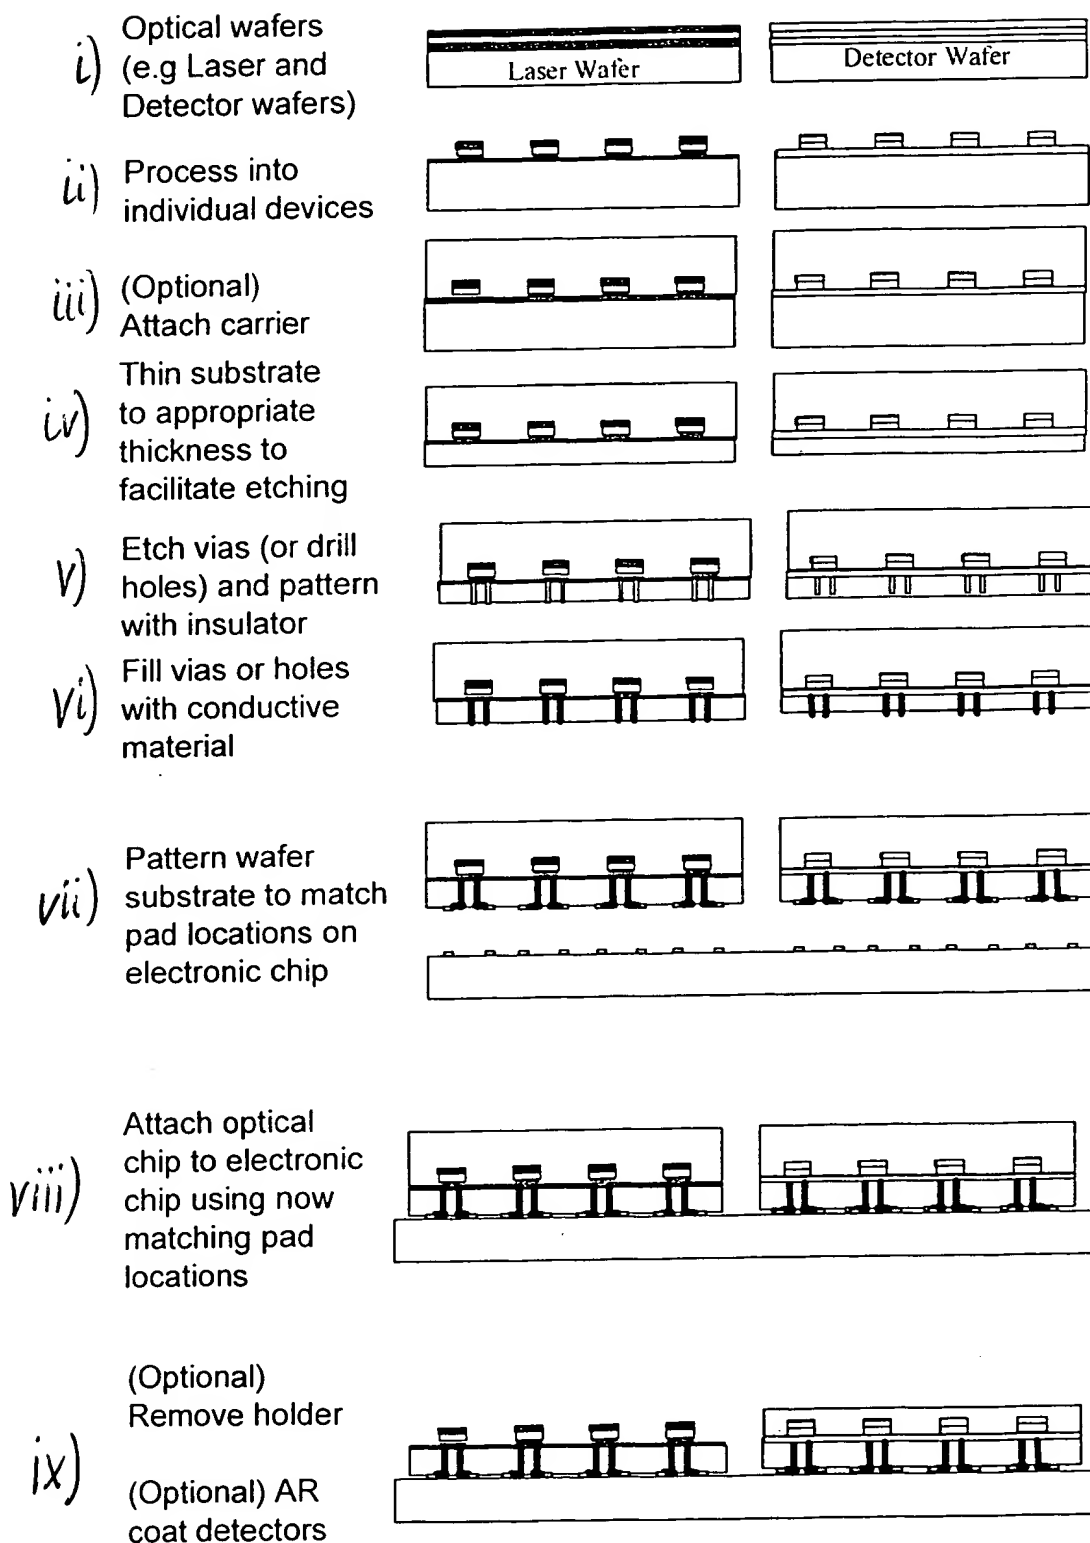 i) Optical wafers
(e.g Laser and
Detector wafers)
Laser Wafer
Detector Wafer
ii) Process into
individual devices
iii) (Optional)
Attach carrier
iv) Thin substrate
to appropriate
thickness to
facilitate etching
v) Etch vias (or drill
holes) and pattern
with insulator
vi) Fill vias or holes
with conductive
material
vii) Pattern wafer
substrate to match
pad locations on
electronic chip
viii) Attach optical
chip to electronic
chip using now
matching pad
locations
ix) (Optional)
Remove holder
(Optional) AR
coat detectors